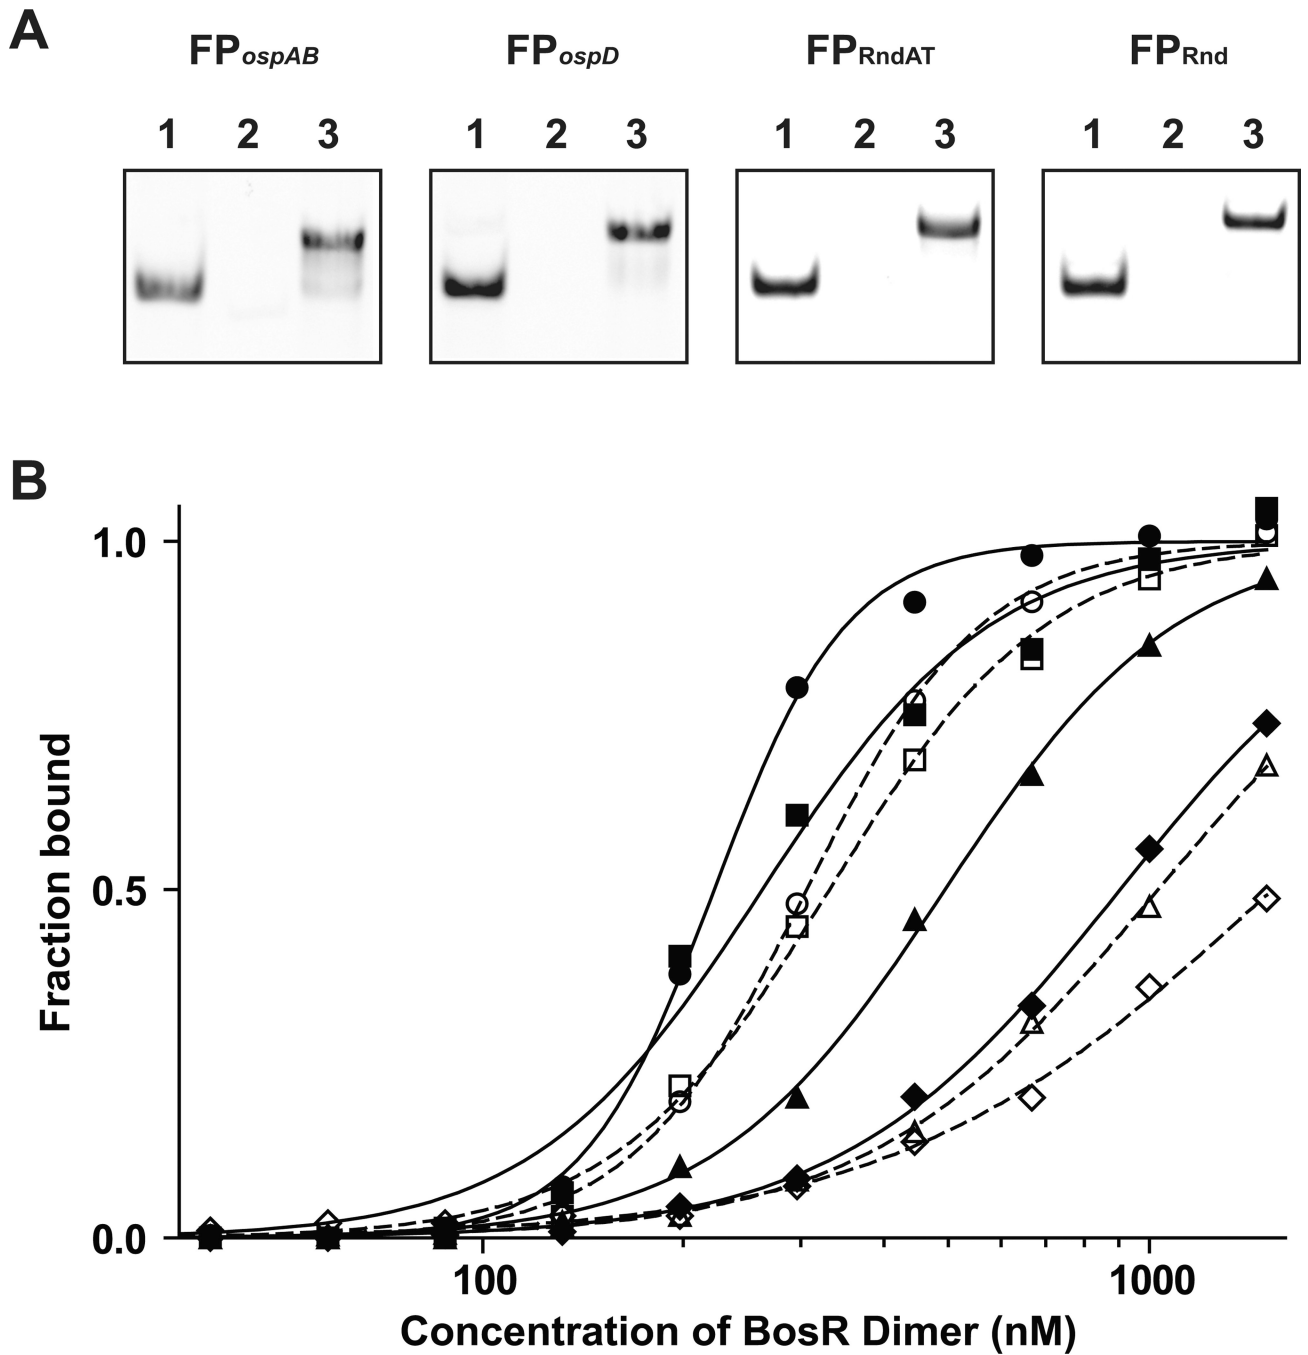 A
FPospAB FPospD FPRndAT FPRnd
1 2 3 1 2 3 1 2 3 1 2 3
B
1.0
0.5
0.0
Fraction bound
100 1000
Concentration of BosR Dimer (nM)